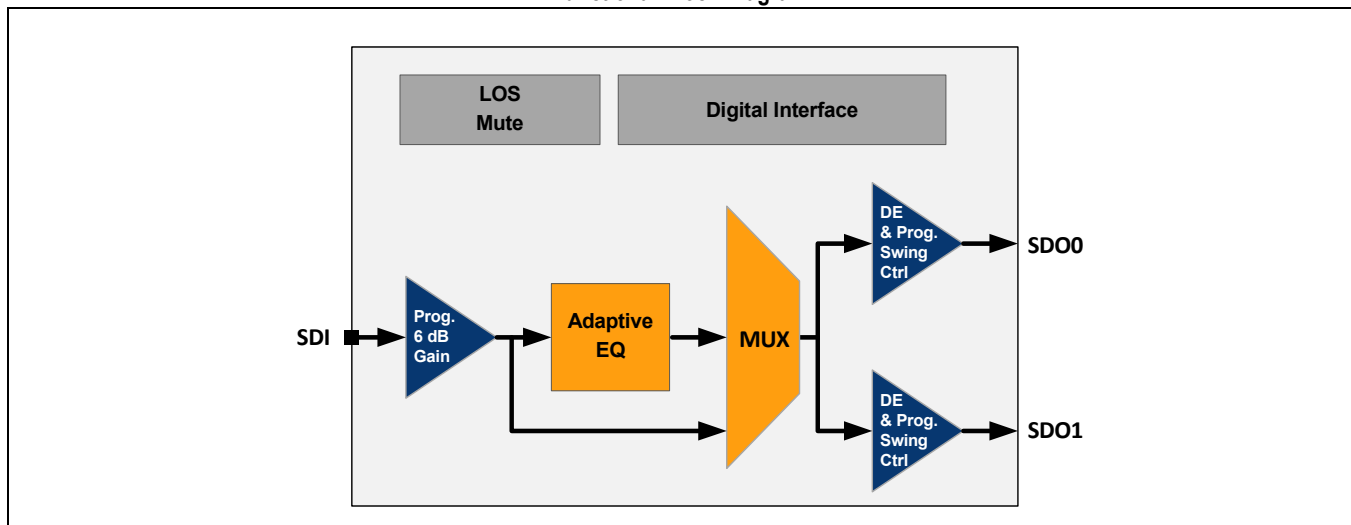 LOS
Mute
Digital Interface
DE
& Prog.
Swing
Ctrl
SDO0
SDI
Prog.
6 dB
Gain
Adaptive
EQ
MUX
DE
& Prog.
Swing
Ctrl
SDO1